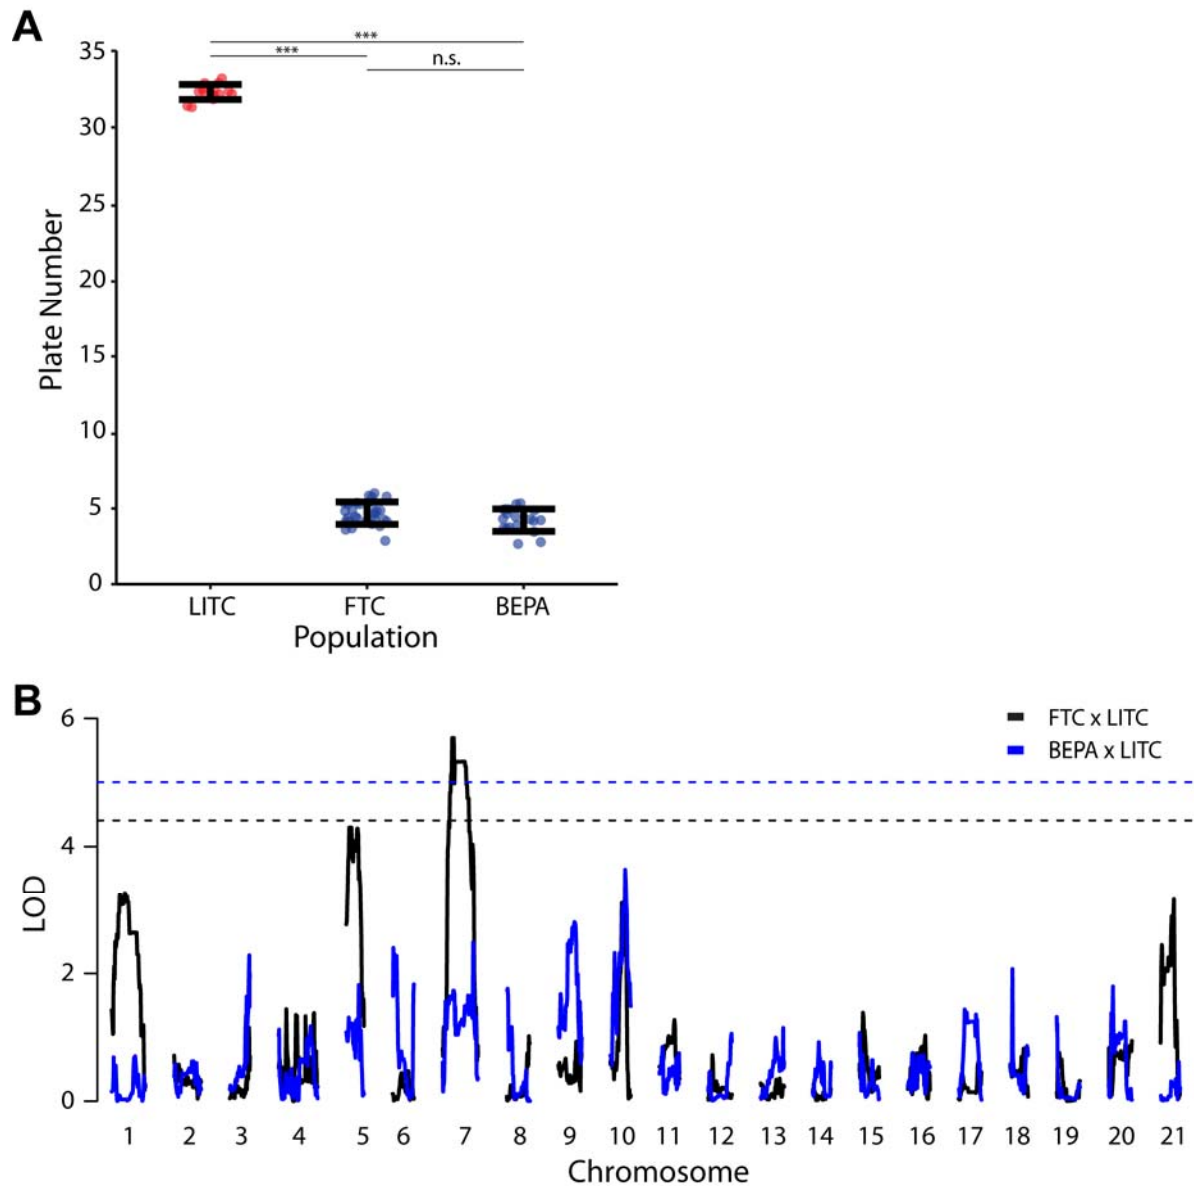 A
***
***
n.s.
35
30
25
20
15
10
5
0
Plate Number
LITC FTC BEPA
Population
B
FTC x LITC
BEPA x LITC
6
4
2
0
LOD
1 2 3 4 5 6 7 8 9 10 11 12 13 14 15 16 17 18 19 20 21
Chromosome